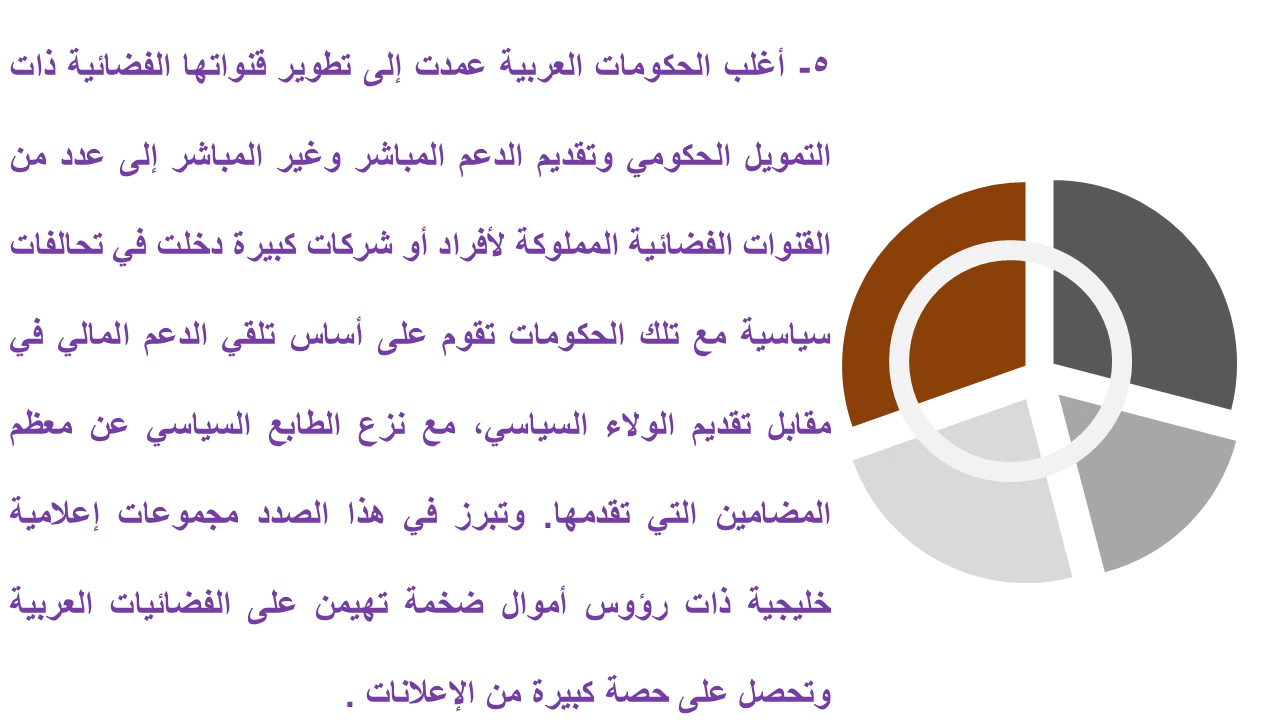 ٥- أغلب الحكومات العربية عمدت إلى تطوير قنواتها الفضائية ذات
التمويل الحكومي وتقديم الدعم المباشر وغير المباشر إلى عدد من
القنوات الفضائية المملوكة لأفراد أو شركات كبيرة دخلت في تحالفات
سياسية مع تلك الحكومات تقوم على أساس تلقي الدعم المالي في
مقابل تقديم الولاء السياسي، مع نزع الطابع السياسي عن معظم
المضامين التي تقدمها. وتبرز في هذا الصدد مجموعات إعلامية
خليجية ذات رؤوس أموال ضخمة تهيمن على الفضائيات العربية
وتحصل على حصة كبيرة من الإعلانات .